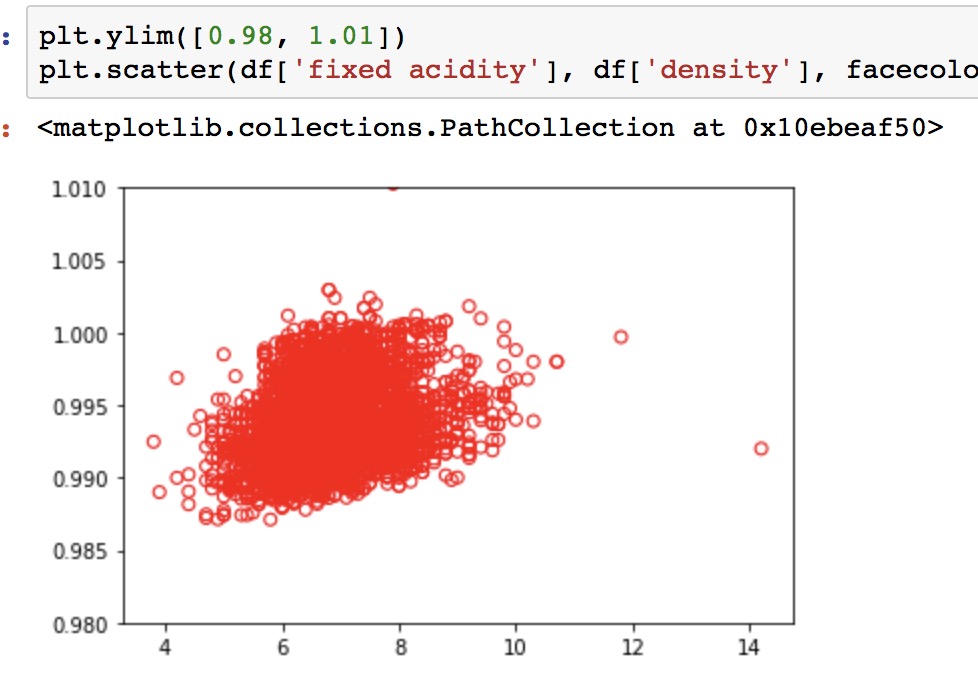 : plt.ylim([0.98, 1.01])
plt.scatter(df['fixed acidity'], df['density'], facecolo
: <matplotlib.collections.PathCollection at 0x10ebeaf50>
1.010
1.005
1.000
0.995
0.990
0.985
0.980
4 6 8 10 12 14